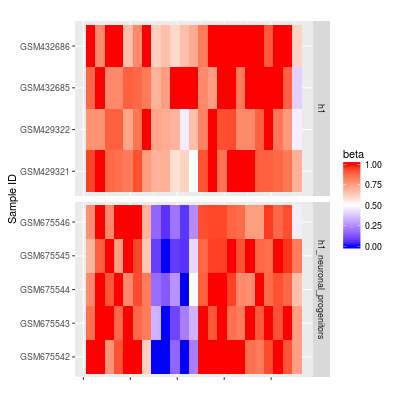 GSM432686
GSM432685
GSM429322
GSM429321
h1
GSM675546
GSM675545
GSM675544
GSM675543
GSM675542
h1_neuronal_progenitors
Sample ID
beta
1.00
0.75
0.50
0.25
0.00